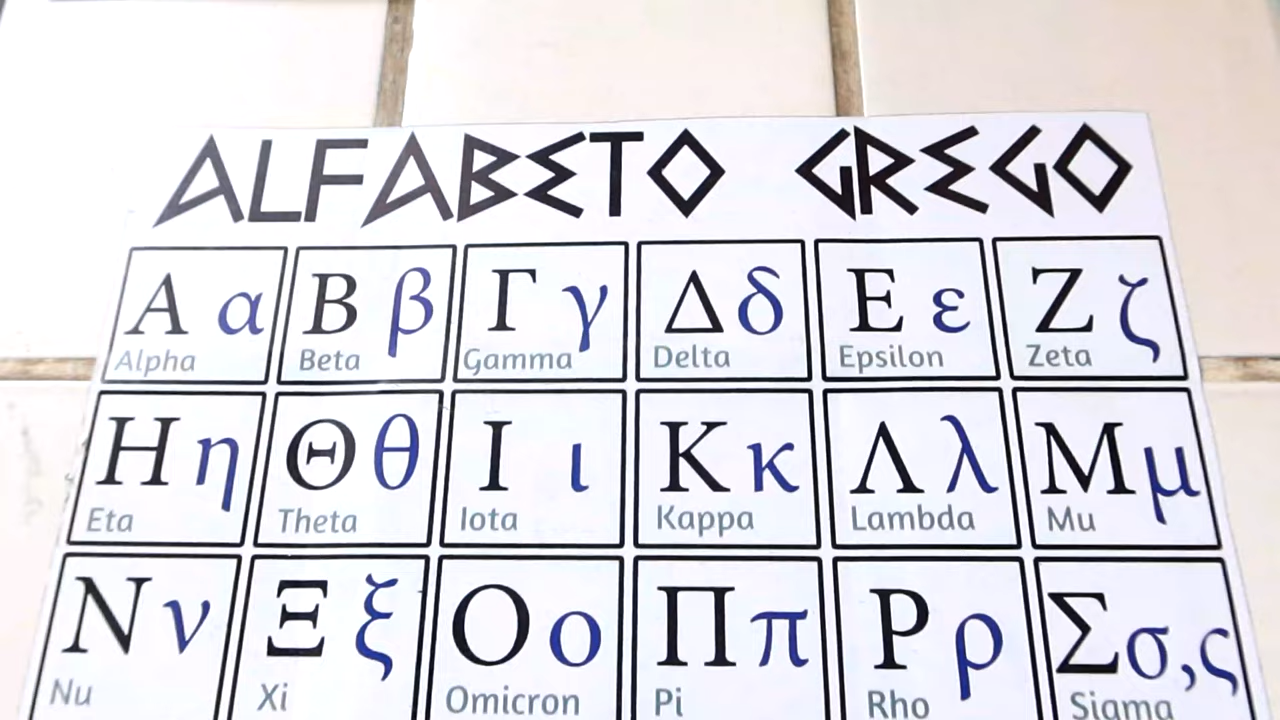 ALFABETO GREGO
Α α Β β Γ γ Δ δ Ε ε Ζ ζ
Alpha Beta Gamma Delta Epsilon Zeta
Η η Θ θ Ι ι Κ κ Λ λ Μ μ
Eta Theta Iota Kappa Lambda Mu
Ν ν Ξ ξ Ο ο Π π Ρ ρ Σ σ,ς
Nu Xi Omicron Pi Rho Sigma